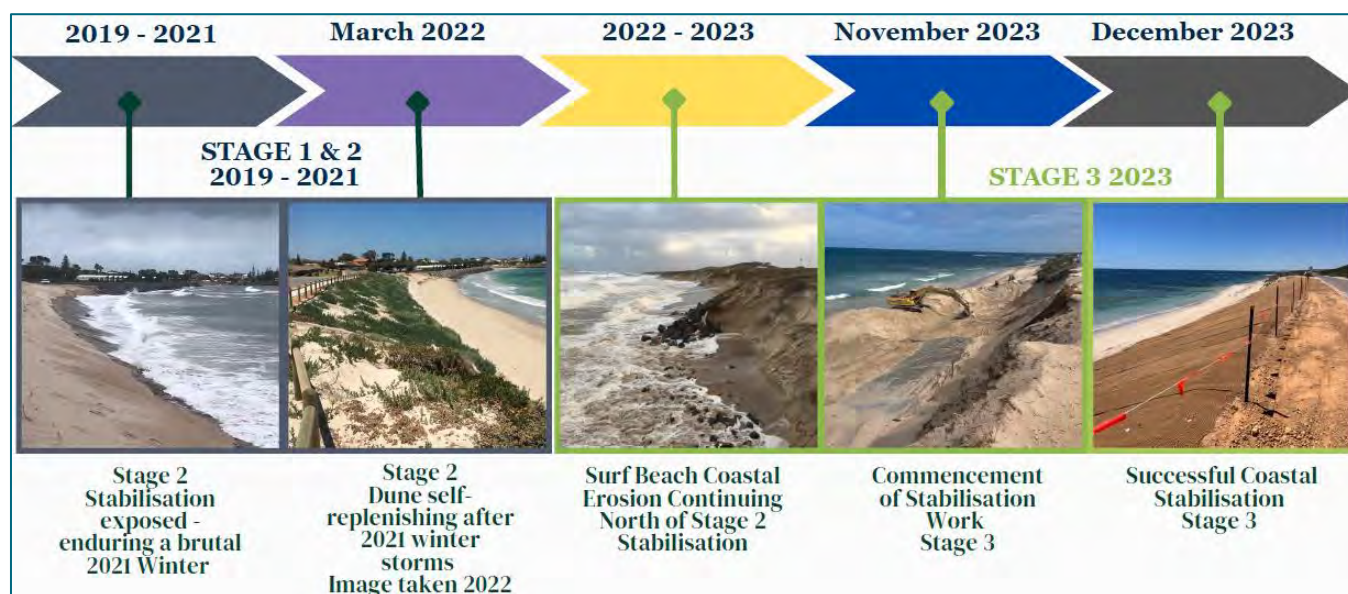 2019 - 2021
March 2022
2022 - 2023
November 2023
December 2023
STAGE 1 & 2
2019 - 2021
STAGE 3 2023
Stage 2
Stabilisation
exposed -
enduring a brutal
2021 Winter
Stage 2
Dune self-
replenishing after
2021 winter
storms
Image taken 2022
Surf Beach Coastal
Erosion Continuing
North of Stage 2
Stabilisation
Commencement
of Stabilisation
Work
Stage 3
Successful Coastal
Stabilisation
Stage 3